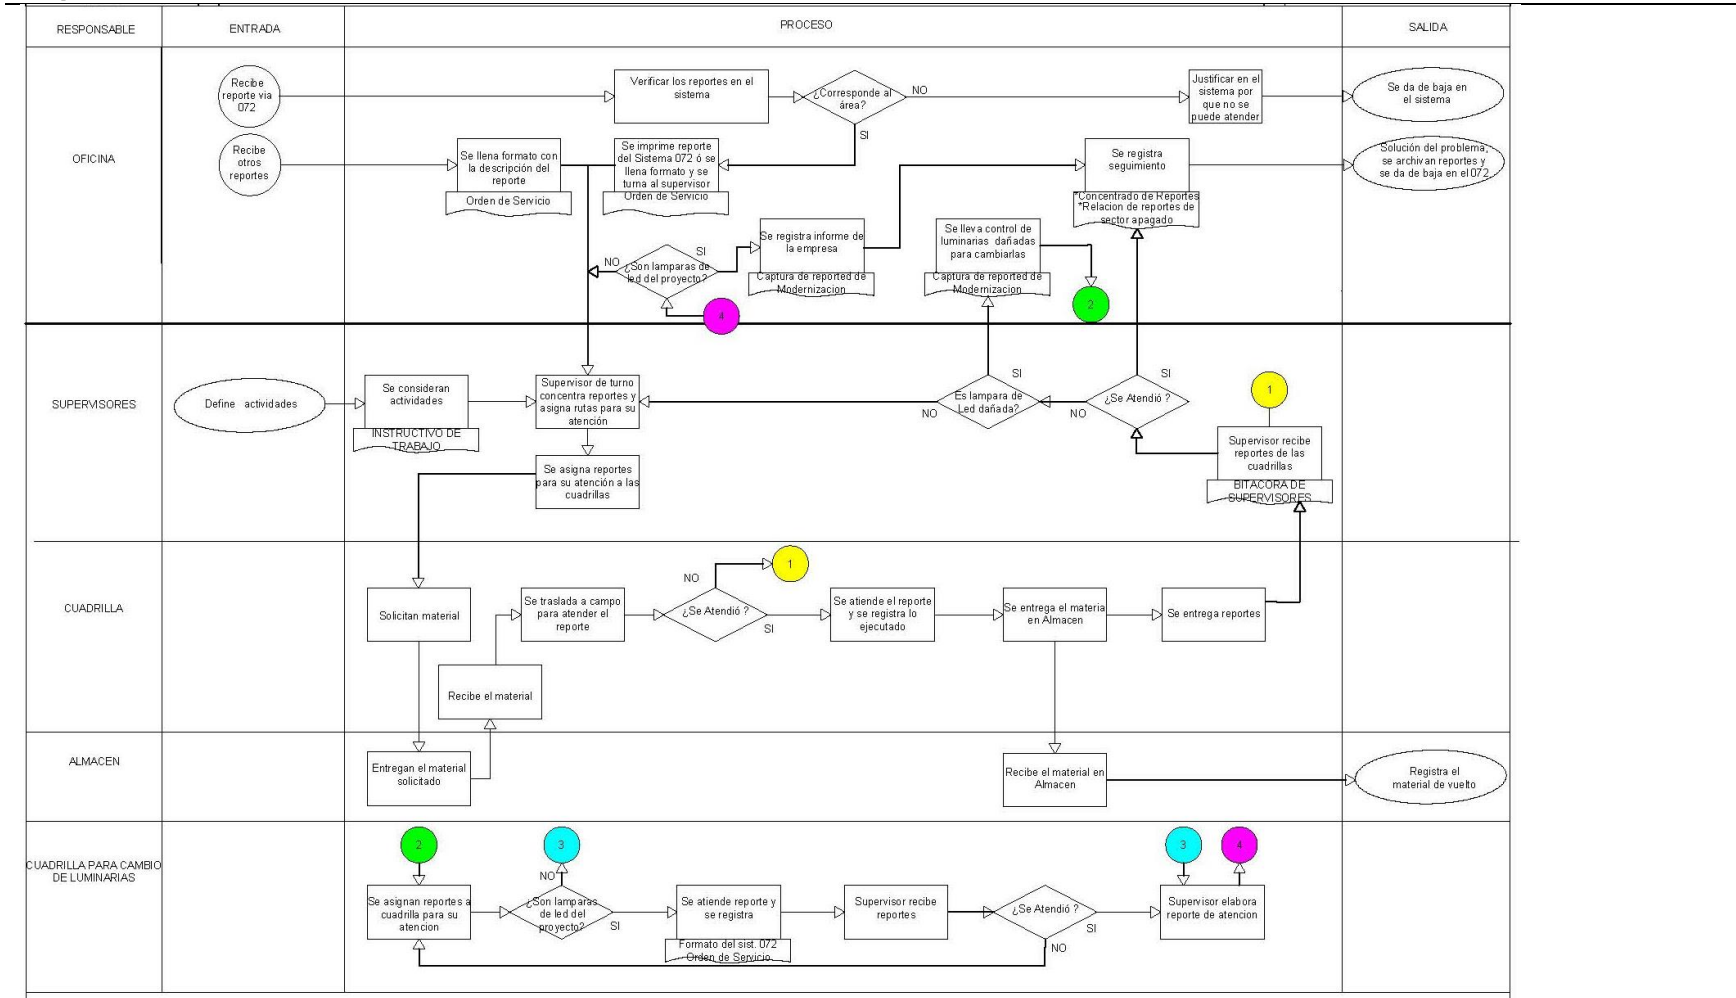 RESPONSABLE
ENTRADA
PROCESO
SALIDA
OFICINA
Recibe
reporte via
072
Verificar los reportes en el
sistema
¿Corresponde al
área?
NO
SI
Justificar en el
sistema por
que no se
puede atender
Se da de baja en
el sistema
Recibe
otros
reportes
Se llena formato con
la descripción del
reporte
Orden de Servicio
Se imprime reporte
del Sistema 072 ó se
llena formato y se
turna al supervisor
Orden de Servicio
Se registra
seguimiento
*Concentrado de Reportes
*Relacion de reportes de
sector apagado
Solución del problema,
se archivan reportes y
se da de baja en el 072
NO
¿Son lamparas de
led del proyecto?
SI
Se registra informe de
la empresa
Captura de reported de
Modernizacion
Se lleva control de
luminarias dañadas
para cambiarlas
Captura de reported de
Modernizacion
2
4
SUPERVISORES
Define actividades
Se consideran
actividades
INSTRUCTIVO DE
TRABAJO
Supervisor de turno
concentra reportes y
asigna rutas para su
atención
Se asigna reportes
para su atención a las
cuadrillas
SI
Es lampara de
Led dañada?
NO
SI
¿Se Atendió ?
NO
1
Supervisor recibe
reportes de las
cuadrillas
BITACORA DE
SUPERVISORES
CUADRILLA
Solicitan material
Recibe el material
Se traslada a campo
para atender el
reporte
NO
1
¿Se Atendió ?
SI
Se atiende el reporte
y se registra lo
ejecutado
Se entrega el materia
en Almacen
Se entrega reportes
ALMACEN
Entregan el material
solicitado
Recibe el material en
Almacen
Registra el
material de vuelto
CUADRILLA PARA CAMBIO
DE LUMINARIAS
2
Se asignan reportes a
cuadrilla para su
atencion
3
NO
¿Son lamparas
de led del
proyecto?
SI
Se atiende reporte y
se registra
Formato del sist. 072
Orden de Servicio
Supervisor recibe
reportes
¿Se Atendió ?
SI
NO
3
4
Supervisor elabora
reporte de atencion